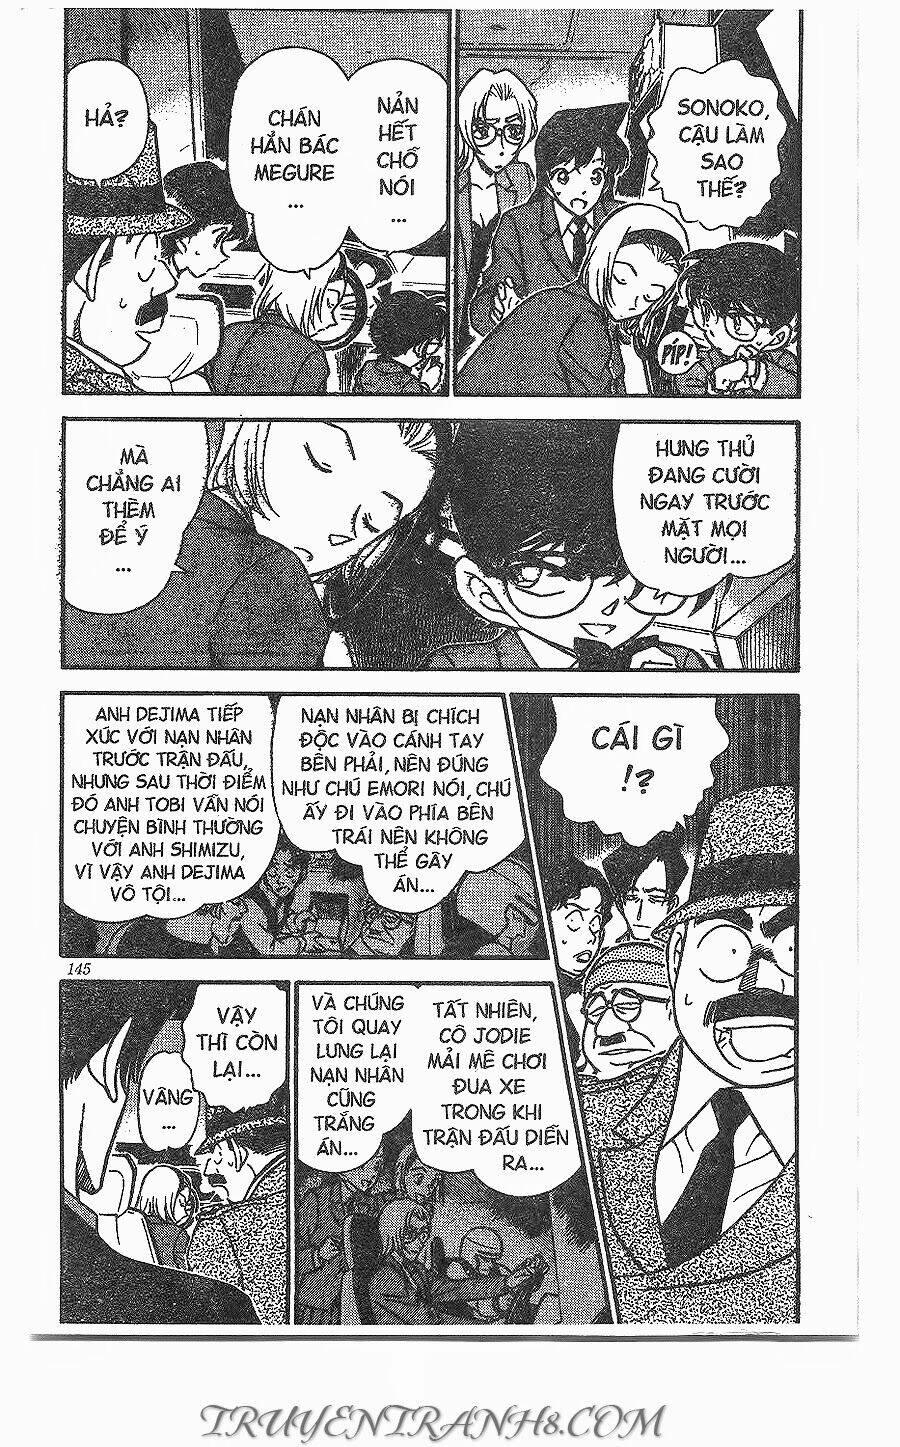 SONOKO,
CẬU LÀM
SAO
THẾ?
PÍP!
NẢN
HẾT
CHỖ
NÓI
...
CHÁN
HẲN BÁC
MEGURE
...
HẢ?
HUNG THỦ
ĐANG CƯỜI
NGAY TRƯỚC
MẶT MỌI
NGƯỜI...
MÀ
CHẲNG AI
THÈM
ĐỂ Ý
...
CÁI GÌ
!?
NẠN NHÂN BỊ CHÍCH
ĐỘC VÀO CÁNH TAY
BÊN PHẢI, NÊN ĐÚNG
NHƯ CHÚ EMORI NÓI, CHÚ
ẤY ĐI VÀO PHÍA BÊN
TRÁI NÊN KHÔNG
THỂ GÂY
ÁN...
ANH DEJIMA TIẾP
XÚC VỚI NẠN NHÂN
TRƯỚC TRẬN ĐẤU,
NHƯNG SAU THỜI ĐIỂM
ĐÓ ANH TOBI VẪN NÓI
CHUYỆN BÌNH THƯỜNG
VỚI ANH SHIMIZU,
VÌ VẬY ANH DEJIMA
VÔ TỘI...
145
TẤT NHIÊN,
CÔ JODIE
MẢI MÊ CHƠI
ĐUA XE
TRONG KHI
TRẬN ĐẤU DIỄN
RA...
VÀ CHÚNG
TÔI QUAY
LƯNG LẠI
NẠN NHÂN
CŨNG
TRẮNG
ÁN...
VẬY
THÌ CÒN
LẠI...
VÂNG
...
TRUYENTRANH8.COM